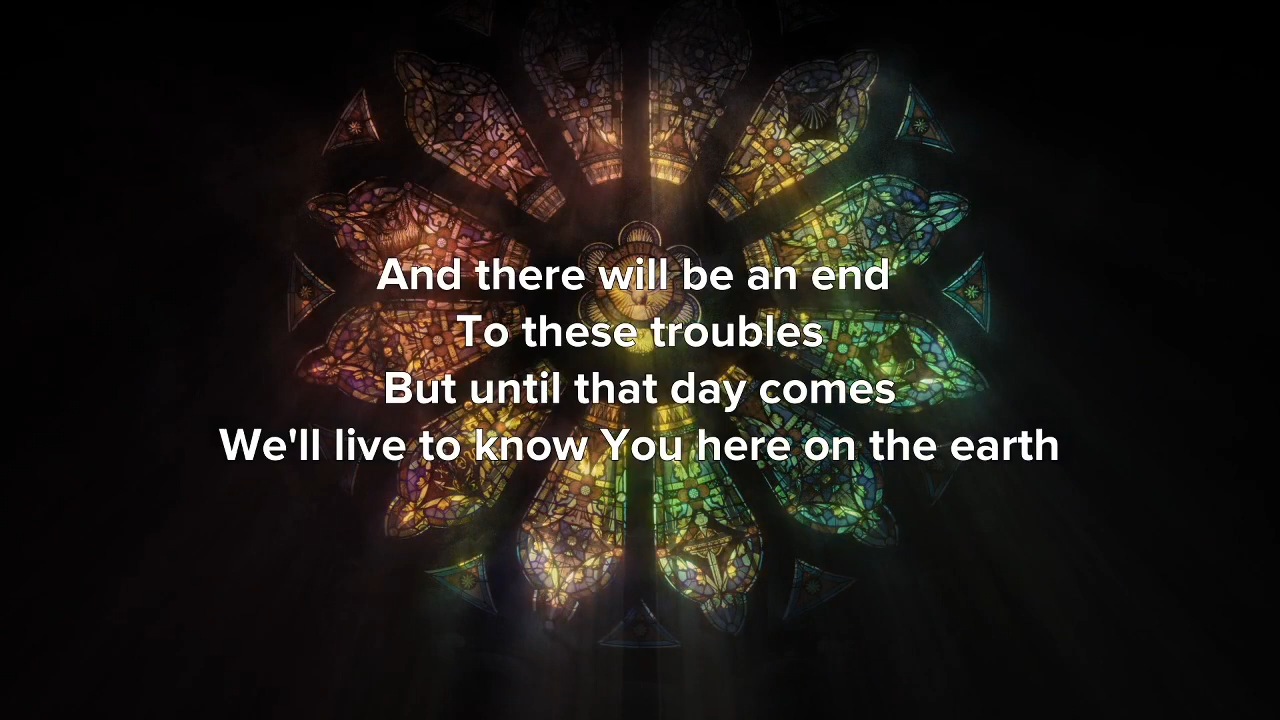 And there will be an end
To these troubles
But until that day comes
We'll live to know You here on the earth